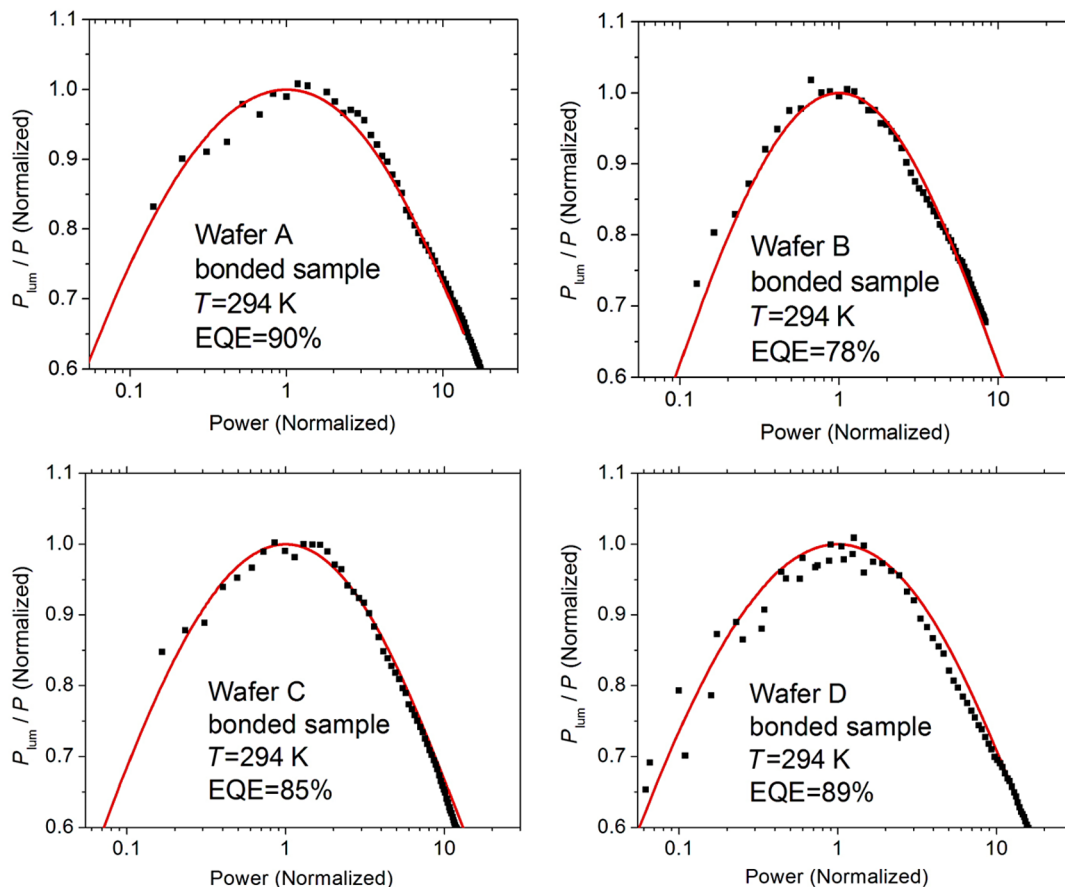 1.1
1.0
0.9
0.8
0.7
0.6
P_lum / P (Normalized)
Wafer A
bonded sample
T=294 K
EQE=90%
0.1 1 10
Power (Normalized)
1.1
1.0
0.9
0.8
0.7
0.6
P_lum / P (Normalized)
Wafer B
bonded sample
T=294 K
EQE=78%
0.1 1 10
Power (Normalized)
1.1
1.0
0.9
0.8
0.7
0.6
P_lum / P (Normalized)
Wafer C
bonded sample
T=294 K
EQE=85%
0.1 1 10
Power (Normalized)
1.1
1.0
0.9
0.8
0.7
0.6
P_lum / P (Normalized)
Wafer D
bonded sample
T=294 K
EQE=89%
0.1 1 10
Power (Normalized)